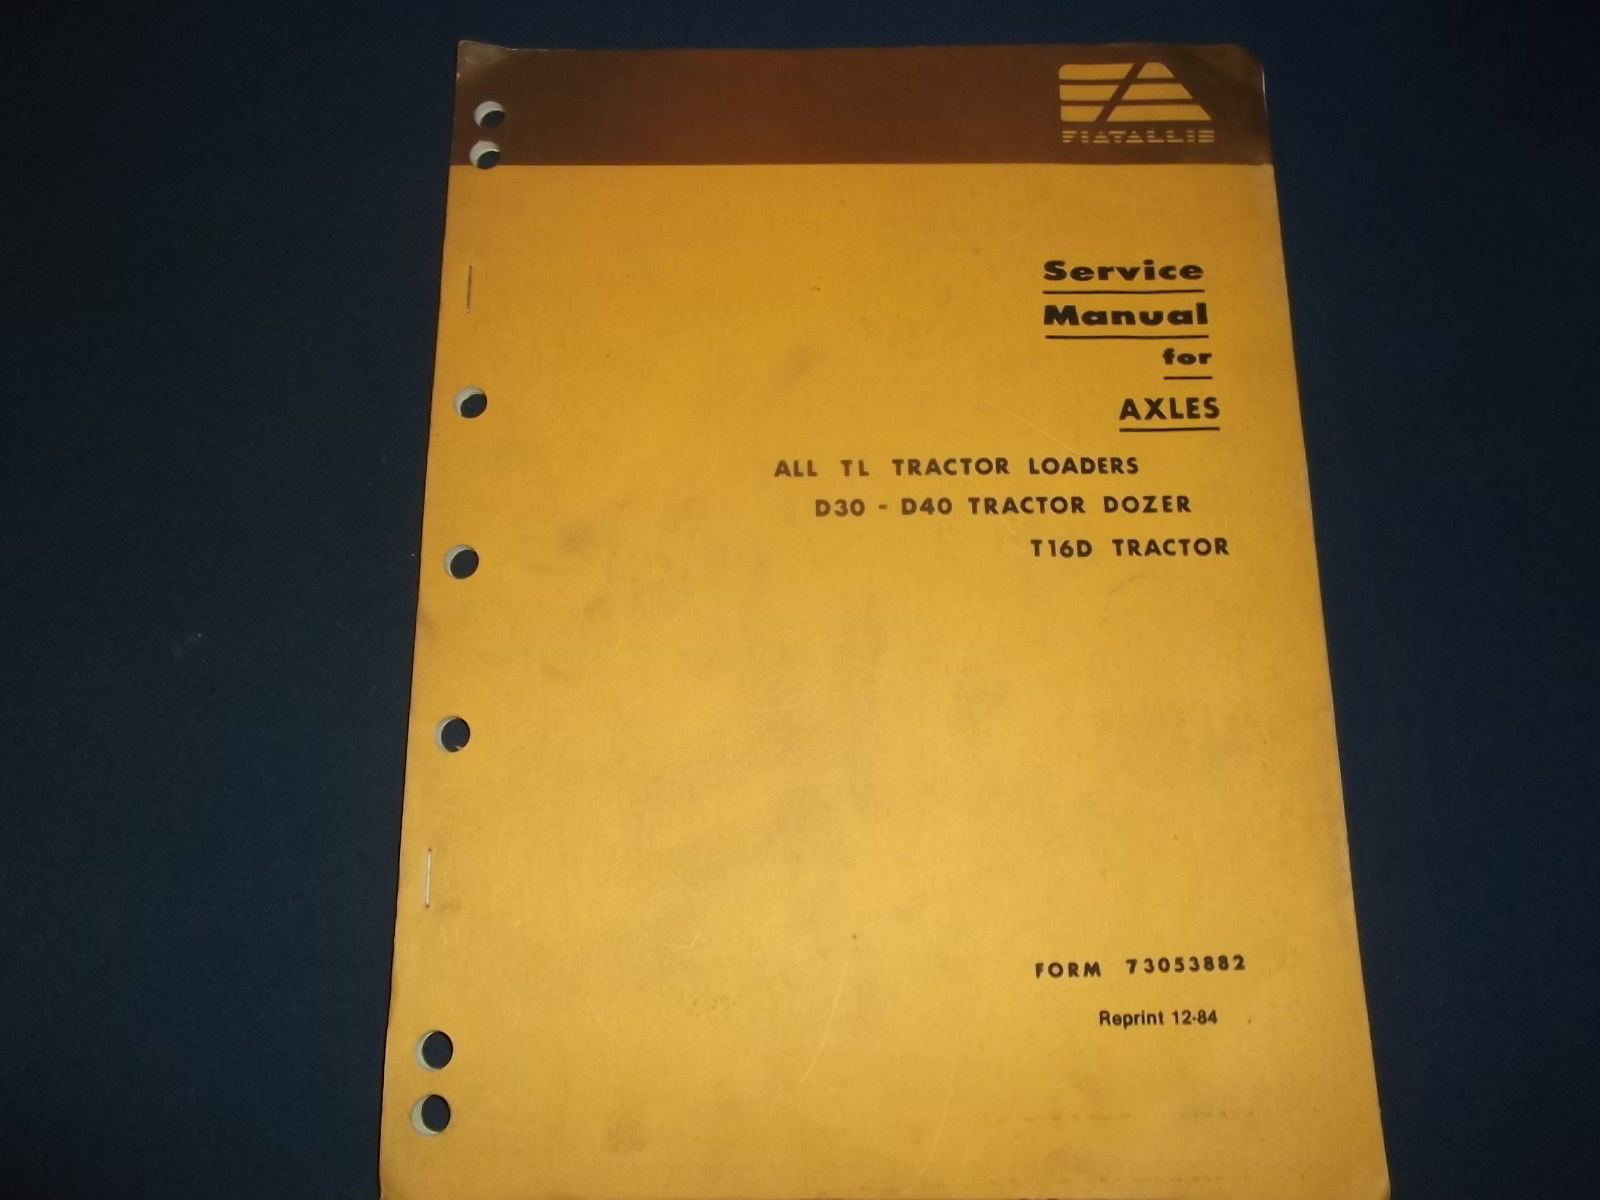 FIATALLIS
Service
Manual
for
AXLES
ALL TL TRACTOR LOADERS
D30 - D40 TRACTOR DOZER
T16D TRACTOR
FORM 73053882
Reprint 12-84